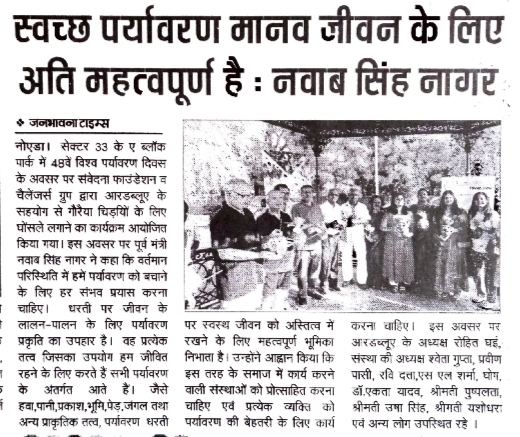 स्वच्छ पर्यावरण मानव जीवन के लिए
अति महत्वपूर्ण है : नवाब सिंह नागर
❖ जनभावना टाइम्स
नोएडा। सेक्टर 33 के ए ब्लॉक
पार्क में 48वे विश्व पर्यावरण दिवस
के अवसर पर संवेदना फाउंडेशन व
चैलेंजर्स ग्रुप द्वारा आरडब्लूए के
सहयोग से गौरैया चिड़ियों के लिए
घोंसले लगाने का कार्यक्रम आयोजित
किया गया। इस अवसर पर पूर्व मंत्री
नवाब सिंह नागर ने कहा कि वर्तमान
परिस्थिति में हमें पर्यावरण को बचाने
के लिए हर संभव प्रयास करना
चाहिए। धरती पर जीवन के
लालन-पालन के लिए पर्यावरण
प्रकृति का उपहार है। वह प्रत्येक
तत्व जिसका उपयोग हम जीवित
रहने के लिए करते हैं सभी पर्यावरण
के अंतर्गत आते हैं। जैसे
हवा,पानी,प्रकाश,भूमि,पेड़,जंगल तथा
अन्य प्राकृतिक तत्व, पर्यावरण धरती
पर स्वस्थ जीवन को अस्तित्व में
रखने के लिए महत्वपूर्ण भूमिका
निभाता है। उन्होंने आह्वान किया कि
इस तरह के समाज में कार्य करने
वाली संस्थाओं को प्रोत्साहित करना
चाहिए एवं प्रत्येक व्यक्ति को
पर्यावरण की बेहतरी के लिए कार्य
करना चाहिए। इस अवसर पर
आरडब्लूए के अध्यक्ष रोहित घई,
संस्था की अध्यक्ष श्वेता गुप्ता, प्रवीण
पासी, रवि दत्ता,एस एल शर्मा, घोष,
डॉ.एकता यादव, श्रीमती पुष्पलता,
श्रीमती उषा सिंह, श्रीमती यशोधरा
एवं अन्य लोग उपस्थित रहे ।